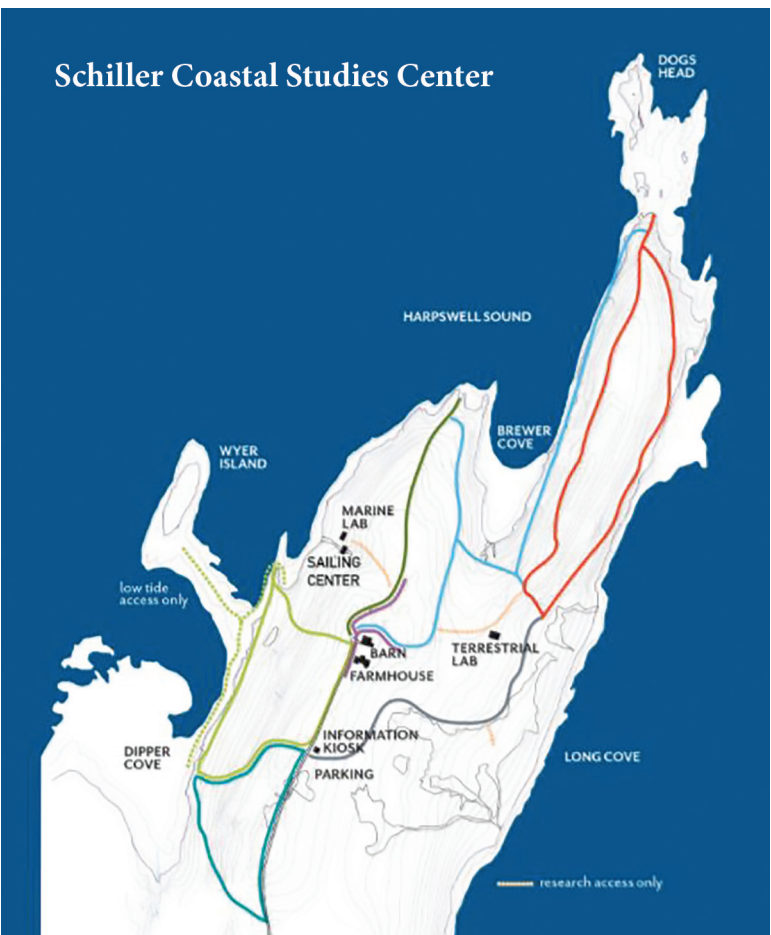 Schiller Coastal Studies Center
DOGS
HEAD
HARPSWELL SOUND
BREWER
COVE
WYER
ISLAND
MARINE
LAB
SAILING
CENTER
low tide
access only
BARN
FARMHOUSE
TERRESTRIAL
LAB
INFORMATION
KIOSK
PARKING
DIPPER
COVE
LONG COVE
research access only